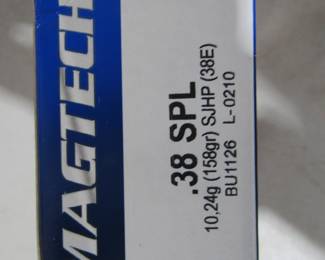 MAGTECH
.38 SPL
10,24g (158gr) SJHP (38E)
BU1126 L-0210